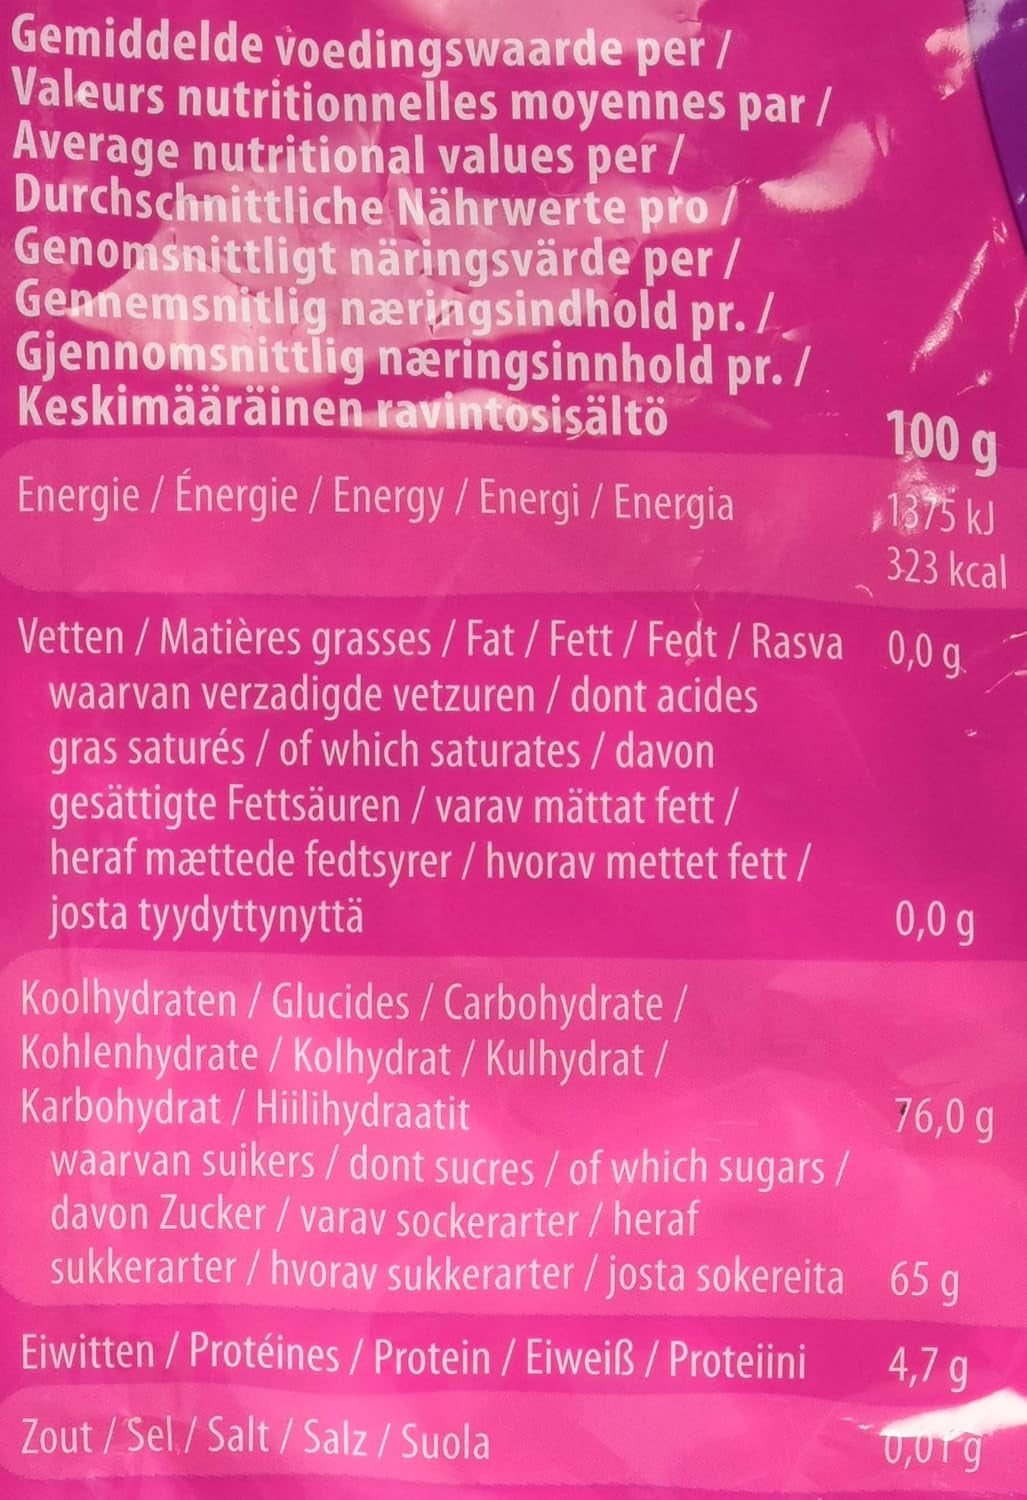 Gemiddelde voedingswaarde per /
Valeurs nutritionnelles moyennes par /
Average nutritional values per /
Durchschnittliche Nährwerte pro /
Genomsnittligt näringsvärde per /
Gennemsnitlig næringsindhold pr. /
Gjennomsnittlig næringsinnhold pr. /
Keskimääräinen ravintosisältö 100 g
Energie / Énergie / Energy / Energi / Energia 1375 kJ
323 kcal
Vetten / Matières grasses / Fat / Fett / Fedt / Rasva 0,0 g
waarvan verzadigde vetzuren / dont acides
gras saturés / of which saturates / davon
gesättigte Fettsäuren / varav mättat fett /
heraf mættede fedtsyrer / hvorav mettet fett /
josta tyydyttynyttä 0,0 g
Koolhydraten / Glucides / Carbohydrate /
Kohlenhydrate / Kolhydrat / Kulhydrat /
Karbohydrat / Hiilihydraatit 76,0 g
waarvan suikers / dont sucres / of which sugars /
davon Zucker / varav sockerarter / heraf
sukkerarter / hvorav sukkerarter / josta sokereita 65 g
Eiwitten / Protéines / Protein / Eiweiß / Proteiini 4,7 g
Zout / Sel / Salt / Salz / Suola 0,01 g